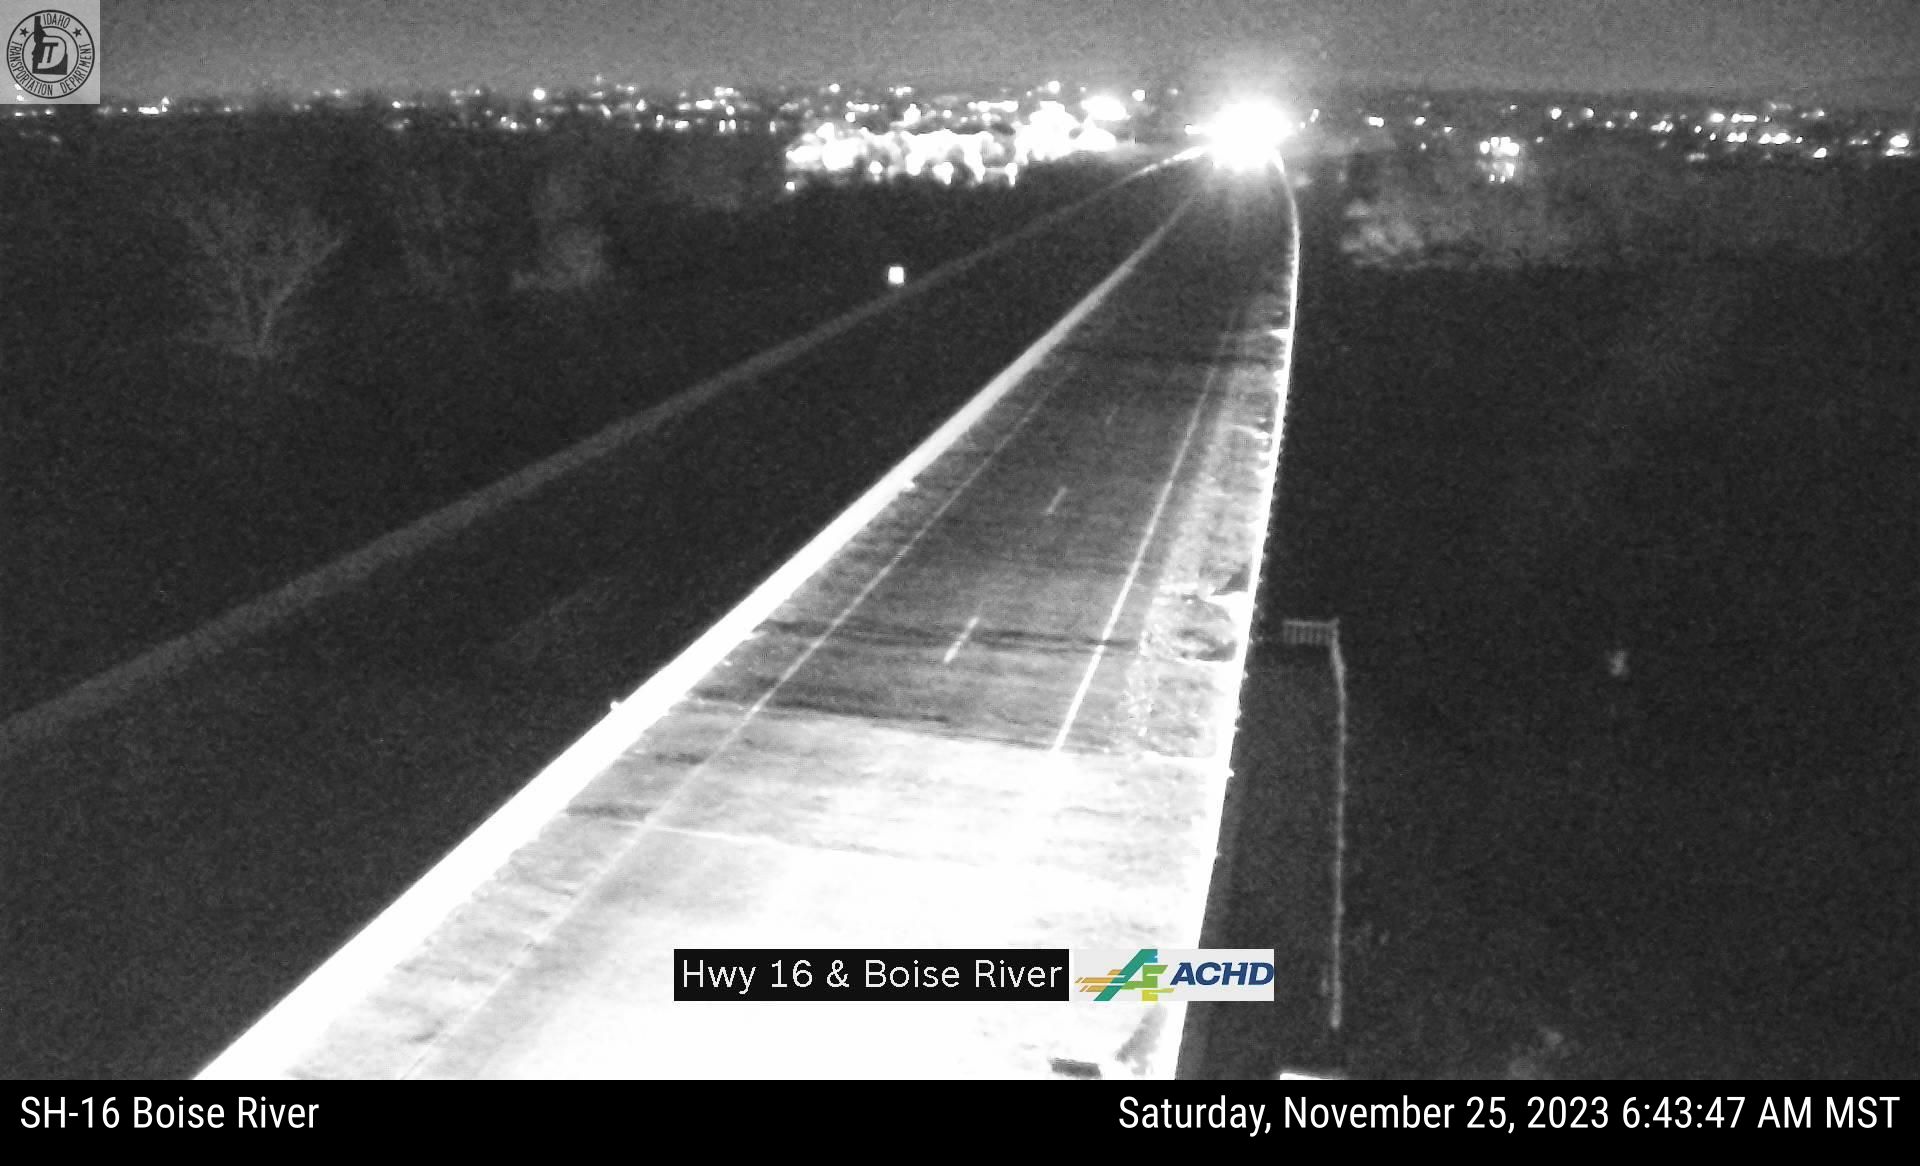 IDAHO
TRANSPORTATION DEPARTMENT
Hwy 16 & Boise River
ACHD
SH-16 Boise River
Saturday, November 25, 2023 6:43:47 AM MST